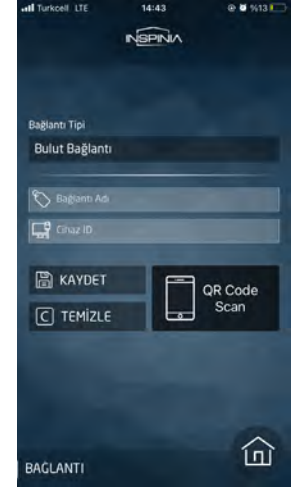 Turkcell LTE 14:43 %13
INSPINIA
Bağlantı Tipi
Bulut Bağlantı
Bağlantı Adı
Cihaz ID
KAYDET
C TEMİZLE
QR Code
Scan
BAGLANTI